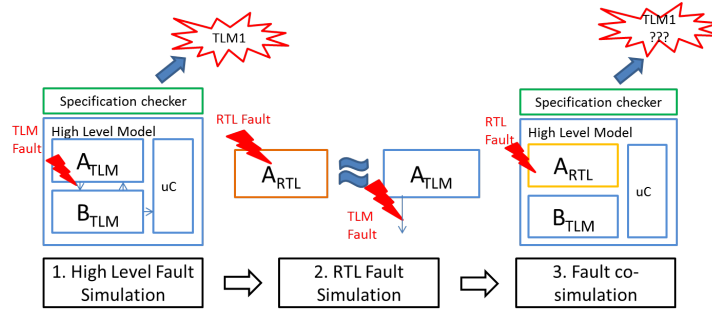 TLM1
Specification checker
TLM
Fault
High Level Model
A TLM
B TLM
uC
1. High Level Fault
Simulation
RTL Fault
A RTL
A TLM
TLM
Fault
2. RTL Fault
Simulation
TLM1
???
Specification checker
RTL
Fault
High Level Model
A RTL
B TLM
uC
3. Fault co-
simulation